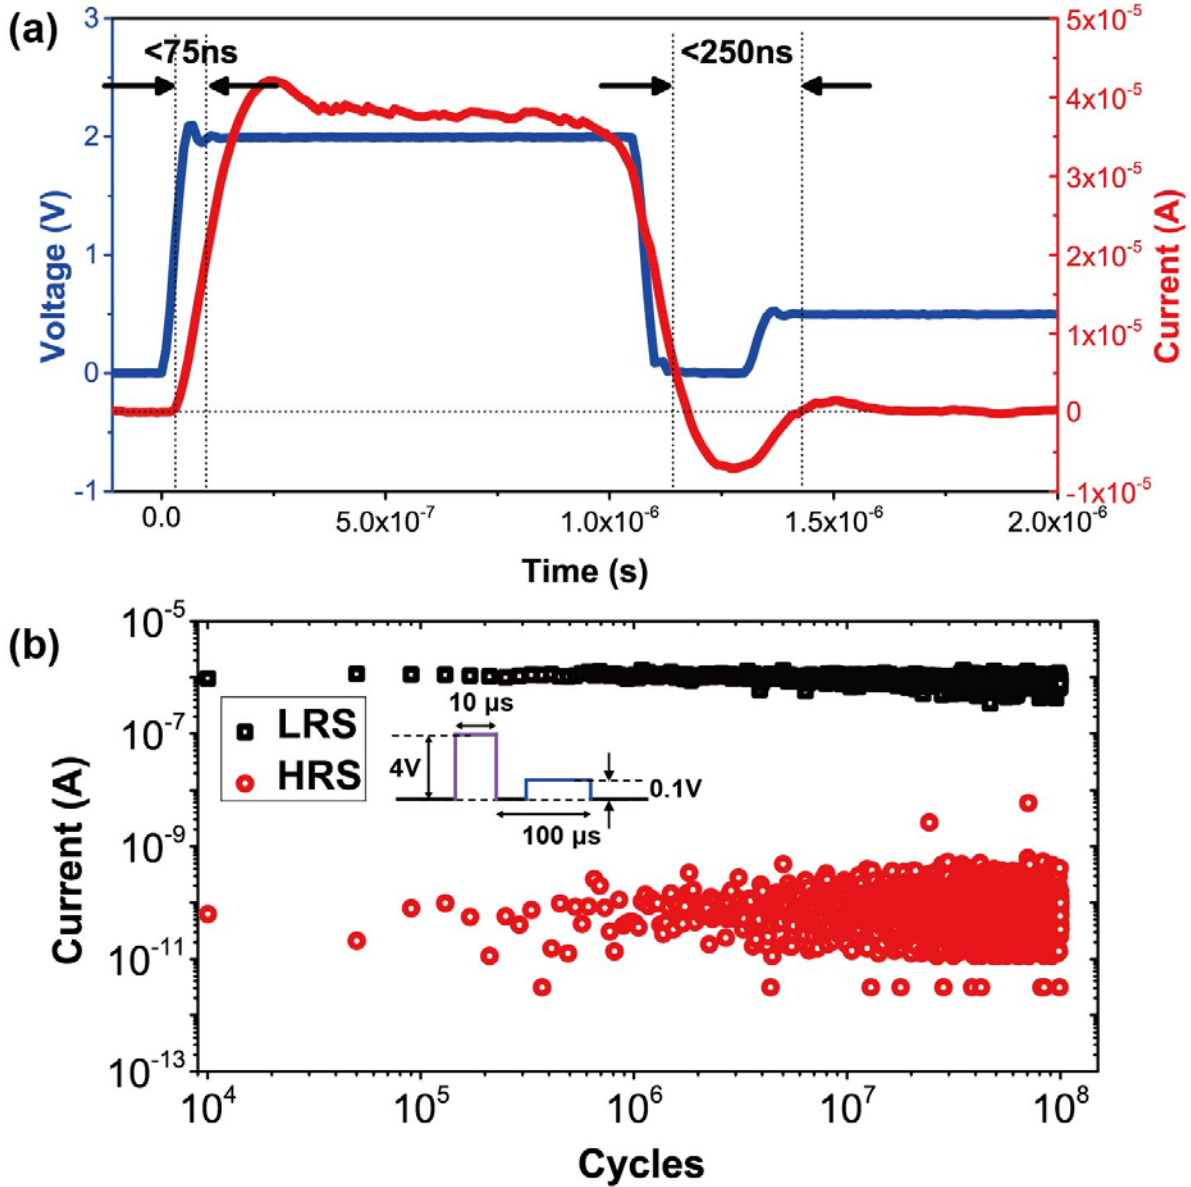 (a)
3
2
1
0
-1
Voltage (V)
<75ns
<250ns
5x10⁻⁵
4x10⁻⁵
3x10⁻⁵
2x10⁻⁵
1x10⁻⁵
0
-1x10⁻⁵
Current (A)
0.0
5.0x10⁻⁷
1.0x10⁻⁶
1.5x10⁻⁶
2.0x10⁻⁶
Time (s)
(b)
10⁻⁵
10⁻⁷
10⁻⁹
10⁻¹¹
10⁻¹³
Current (A)
LRS
HRS
10 µs
4V
0.1V
100 µs
10⁴
10⁵
10⁶
10⁷
10⁸
Cycles